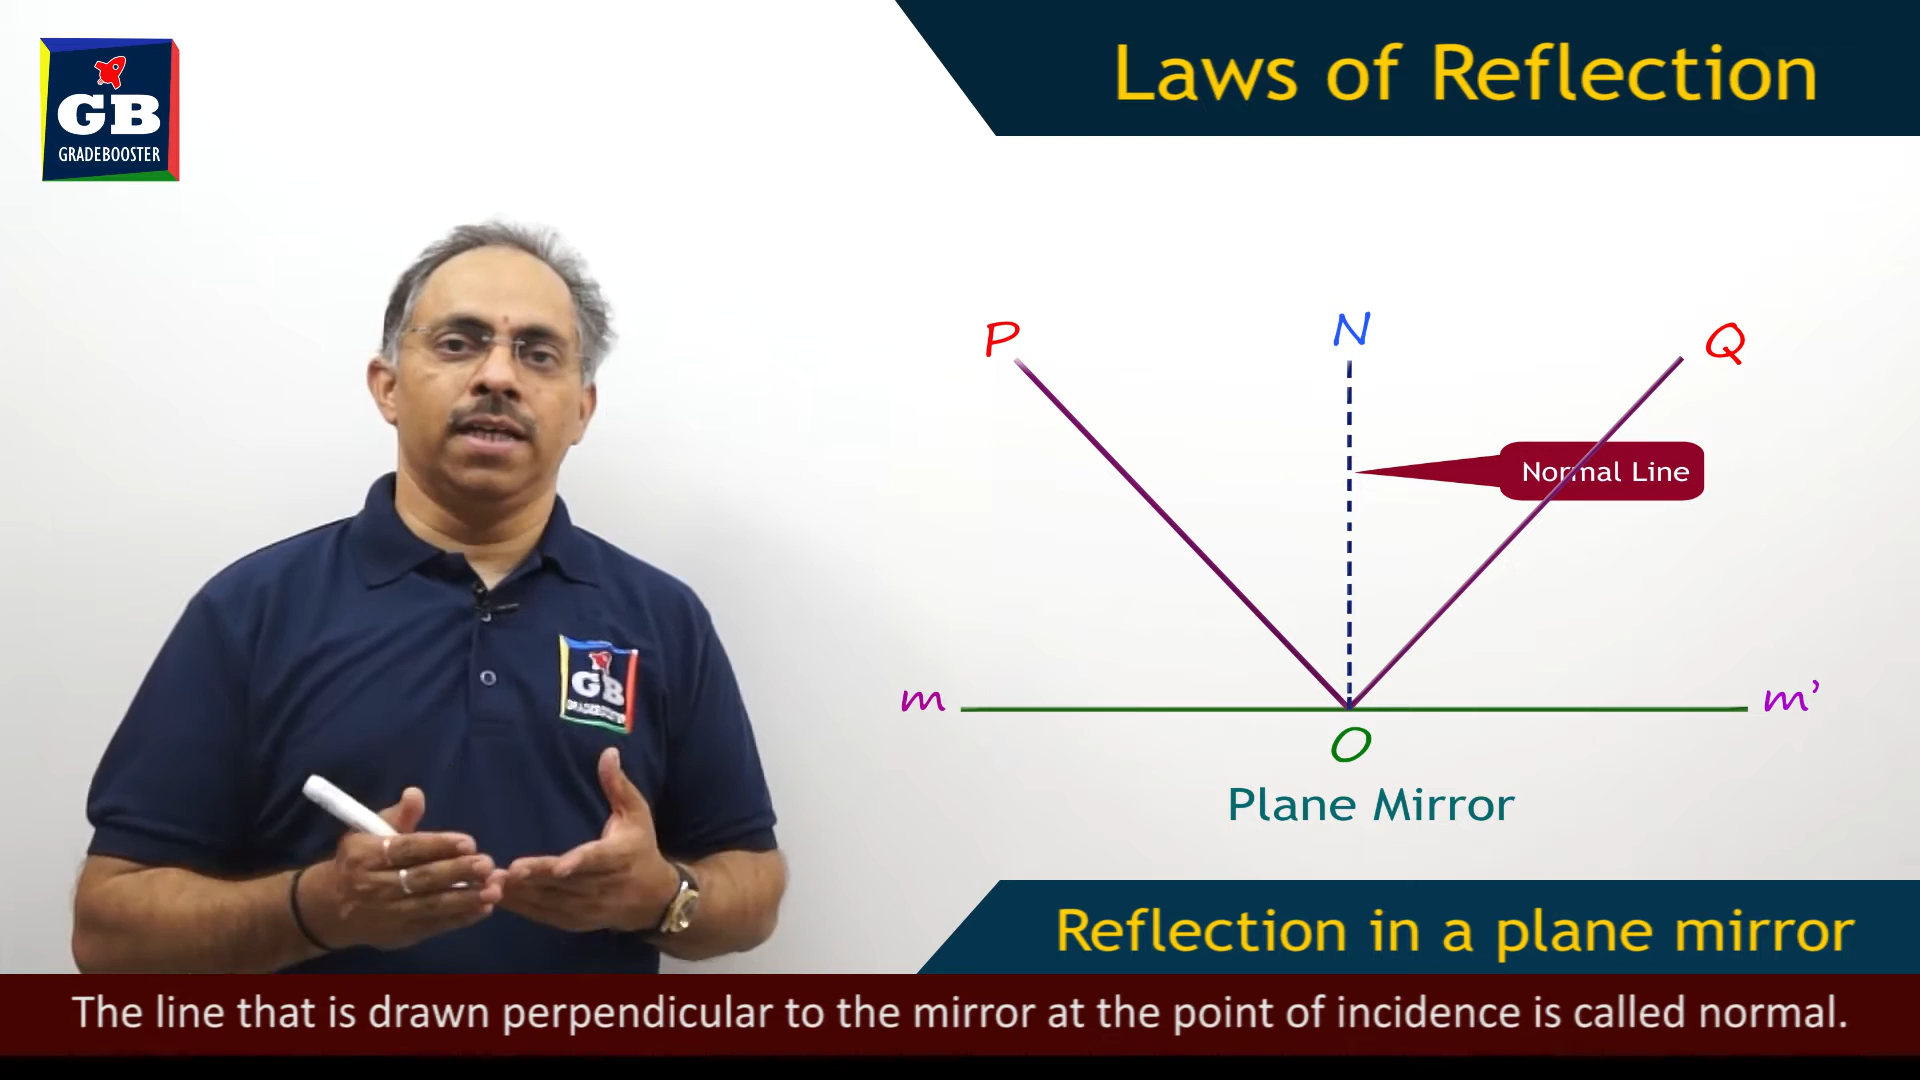 GB
GRADEBOOSTER
Laws of Reflection
P
N
Q
Normal Line
GB
m
m'
O
Plane Mirror
Reflection in a plane mirror
The line that is drawn perpendicular to the mirror at the point of incidence is called normal.